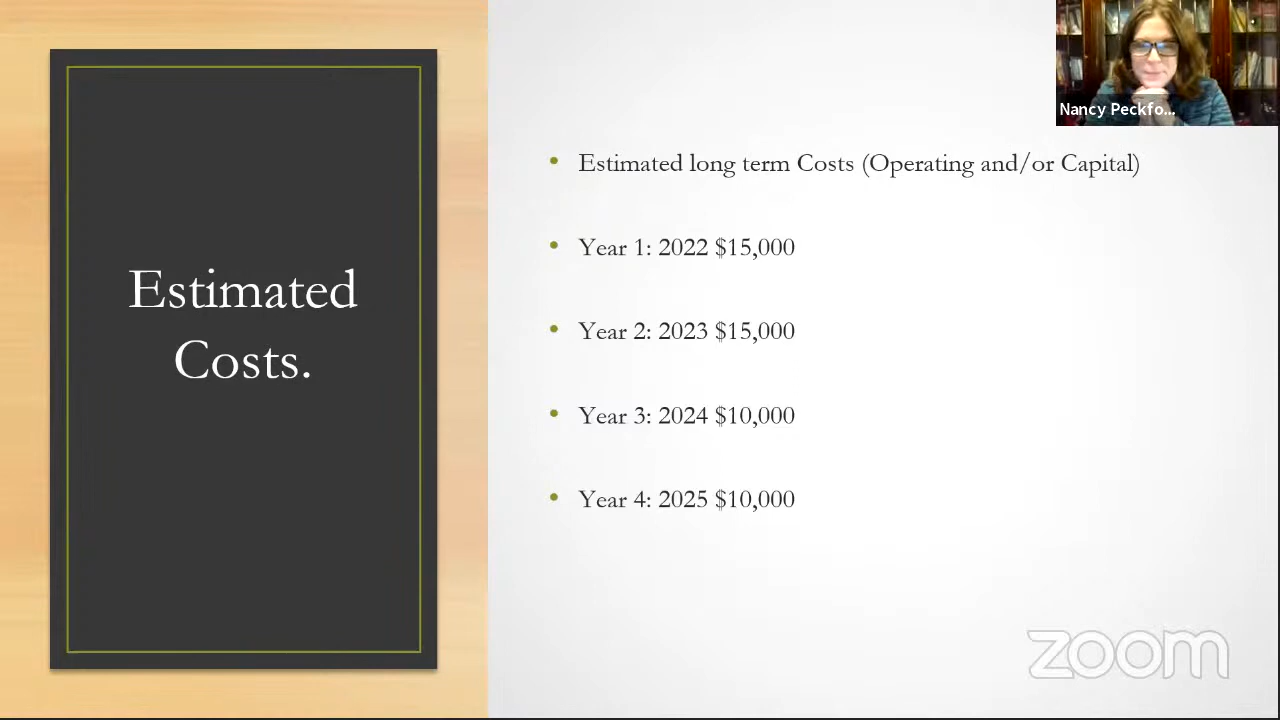 Estimated
Costs.
Nancy Peckfo...
Estimated long term Costs (Operating and/or Capital)
Year 1: 2022 $15,000
Year 2: 2023 $15,000
Year 3: 2024 $10,000
Year 4: 2025 $10,000
zoom